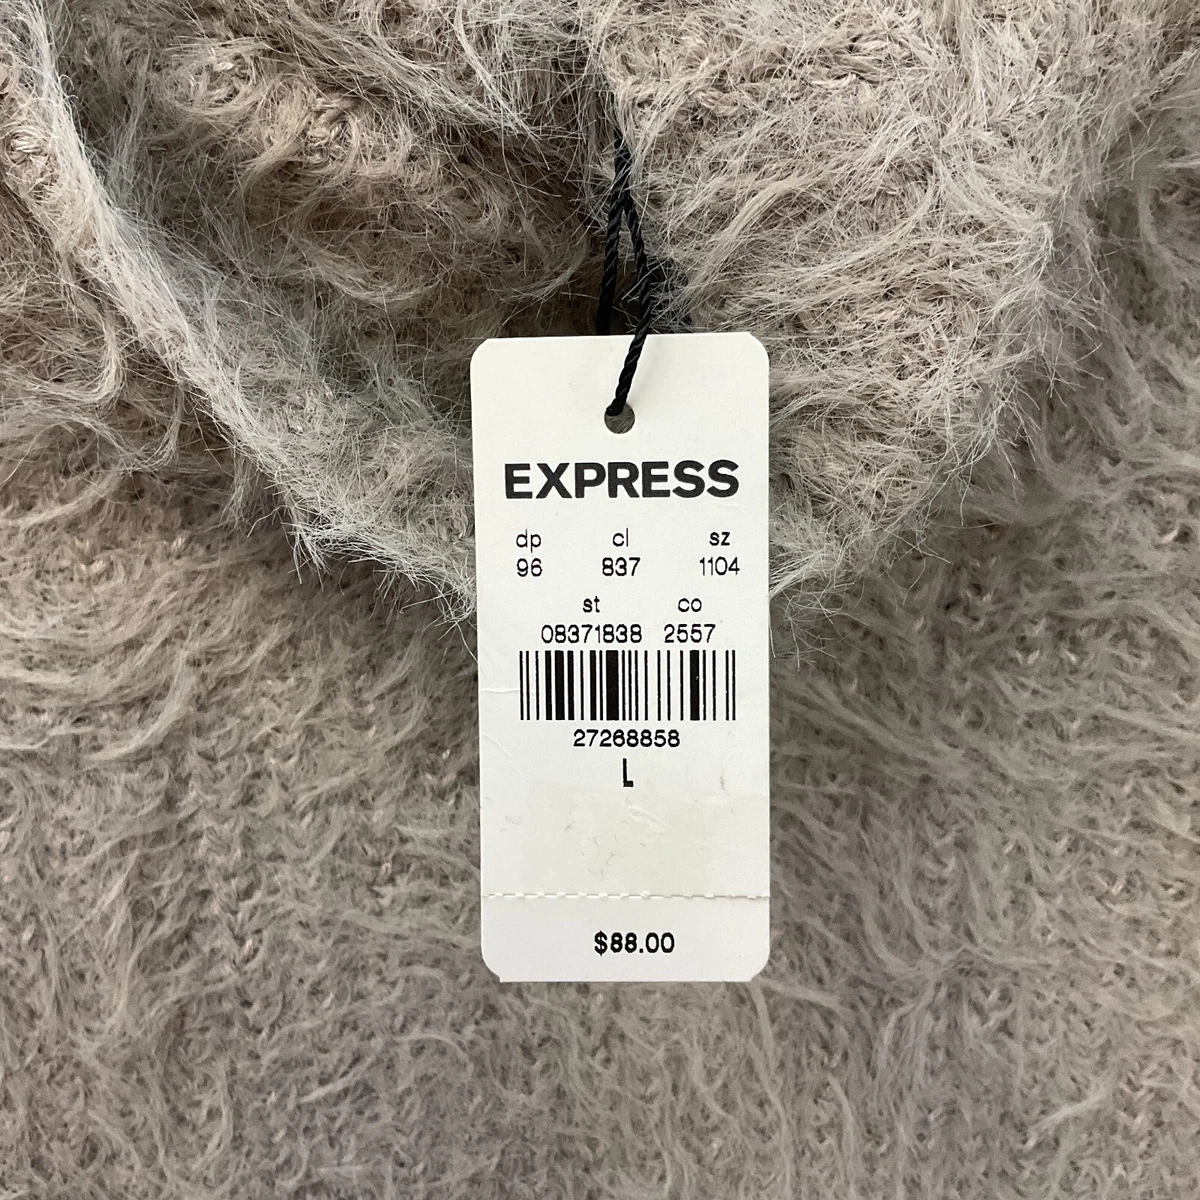 EXPRESS
dp cl sz
96 837 1104
st co
08371838 2557
27268858
L
$88.00